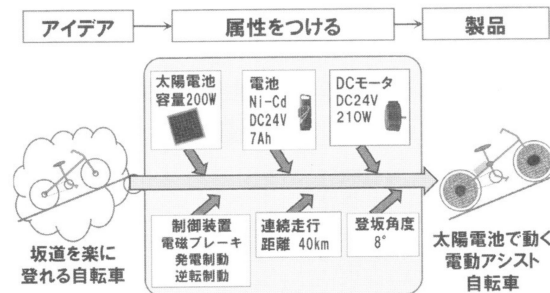 アイデア
属性をつける
製品
太陽電池
容量200W
電池
Ni-Cd
DC24V
7Ah
DCモータ
DC24V
210W
制御装置
電磁ブレーキ
発電制動
逆転制動
連続走行
距離 40km
登坂角度
8°
坂道を楽に
登れる自転車
太陽電池で動く
電動アシスト
自転車